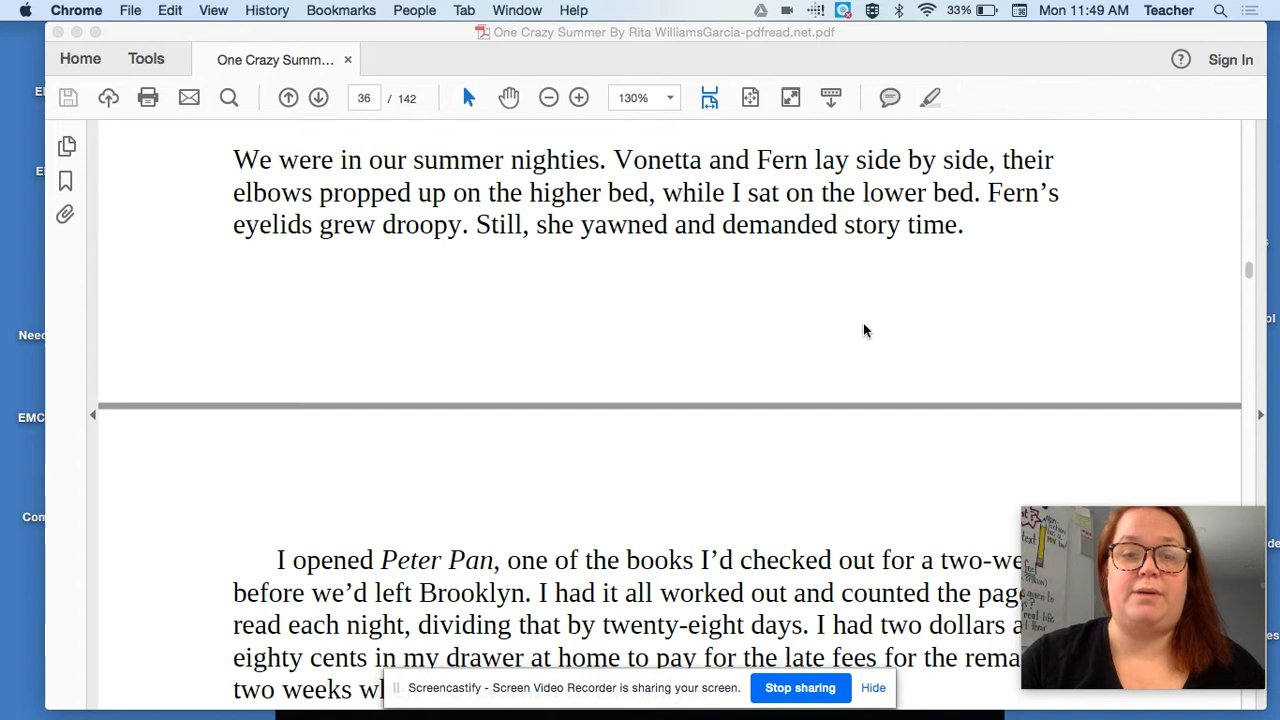 Chrome File Edit View History Bookmarks People Tab Window Help 33% Mon 11:49 AM Teacher
One Crazy Summer By Rita WilliamsGarcia-pdfread.net.pdf
Home Tools One Crazy Summ... × Sign In
36 / 142 130%
We were in our summer nighties. Vonetta and Fern lay side by side, their
elbows propped up on the higher bed, while I sat on the lower bed. Fern’s
eyelids grew droopy. Still, she yawned and demanded story time.
Need
EMC
Com
I opened Peter Pan, one of the books I’d checked out for a two-we
before we’d left Brooklyn. I had it all worked out and counted the pag
read each night, dividing that by twenty-eight days. I had two dollars a
eighty cents in my drawer at home to pay for the late fees for the rema
two weeks w
Screencastify - Screen Video Recorder is sharing your screen. Stop sharing Hide